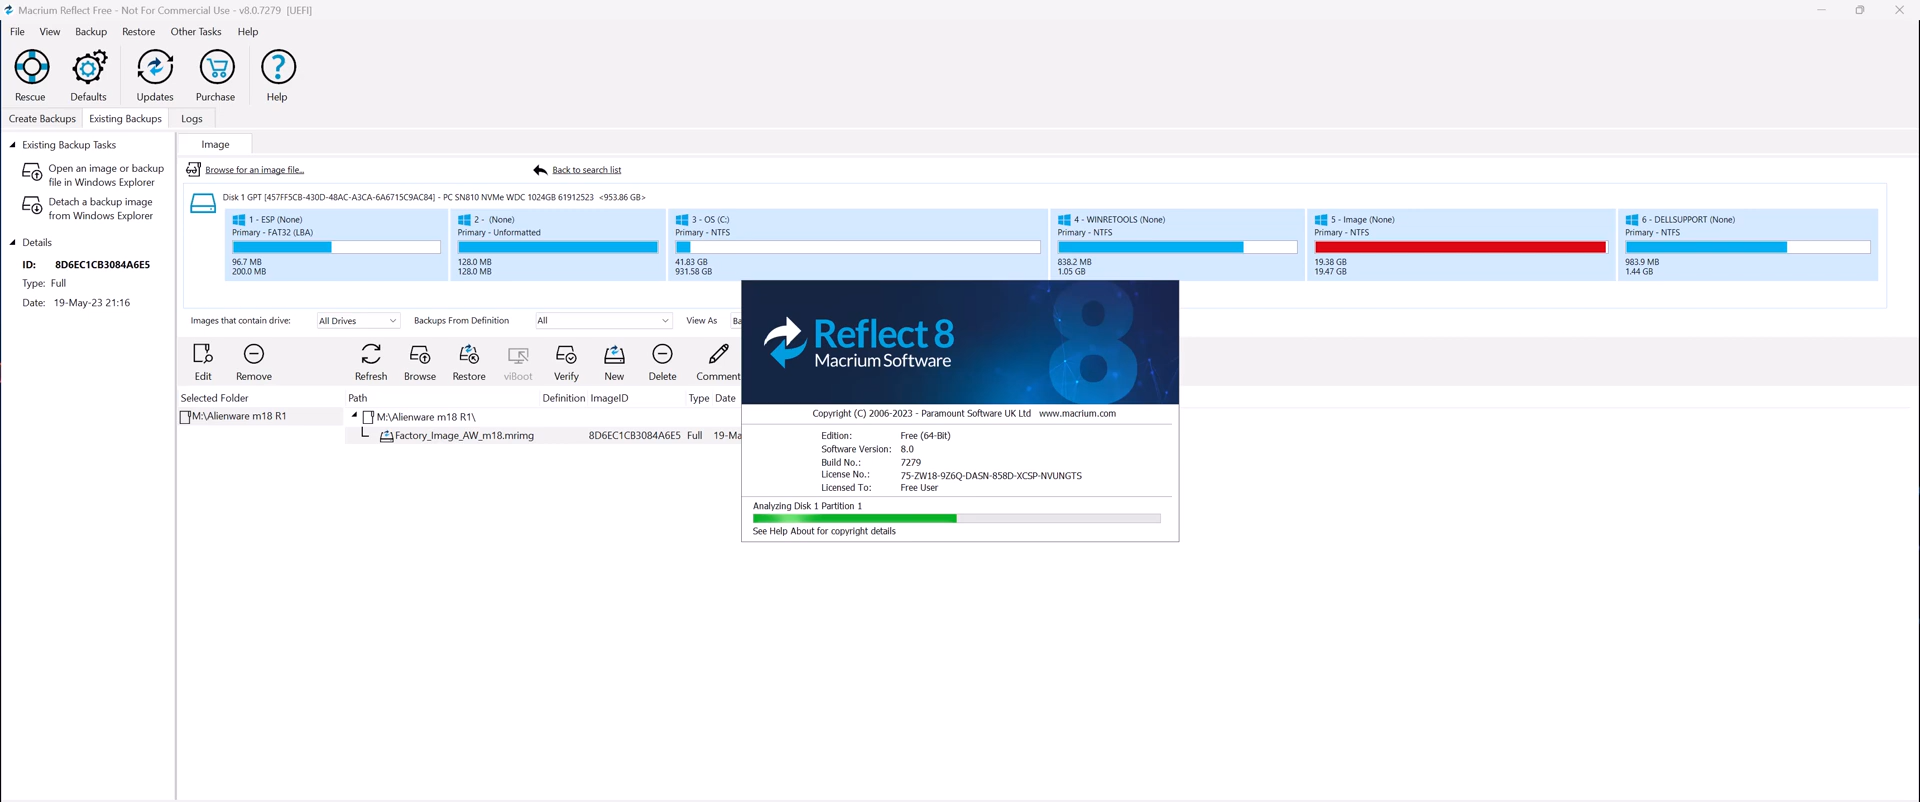 Macrium Reflect Free - Not For Commercial Use - v8.0.7279 [UEFI]
File View Backup Restore Other Tasks Help
Rescue Defaults Updates Purchase Help
Create Backups Existing Backups Logs
Existing Backup Tasks
Open an image or backup
file in Windows Explorer
Detach a backup image
from Windows Explorer
Details
ID: 8D6EC1CB3084A6E5
Type: Full
Date: 19-May-23 21:16
Image
Browse for an image file... Back to search list
Disk 1 GPT [457FF5CB-430D-48AC-A3CA-6A6715C9AC84] - PC SN810 NVMe WDC 1024GB 61912523 <953.86 GB>
1 - ESP (None)
Primary - FAT32 (LBA)
96.7 MB
200.0 MB
2 - (None)
Primary - Unformatted
128.0 MB
128.0 MB
3 - OS (C:)
Primary - NTFS
41.83 GB
931.58 GB
4 - WINRETOOLS (None)
Primary - NTFS
838.2 MB
1.05 GB
5 - Image (None)
Primary - NTFS
19.38 GB
19.47 GB
6 - DELLSUPPORT (None)
Primary - NTFS
983.9 MB
1.44 GB
Images that contain drive: All Drives Backups From Definition All View As Ba
Edit Remove Refresh Browse Restore viBoot Verify New Delete Comment
Selected Folder Path Definition ImageID Type Date
M:\Alienware m18 R1 M:\Alienware m18 R1\
Factory_Image_AW_m18.mrimg 8D6EC1CB3084A6E5 Full 19-Ma
8
Reflect 8
Macrium Software
Copyright (C) 2006-2023 - Paramount Software UK Ltd www.macrium.com
Edition: Free (64-Bit)
Software Version: 8.0
Build No.: 7279
License No.: 75-ZW18-9Z6Q-DASN-858D-XCSP-NVUNGTS
Licensed To: Free User
Analyzing Disk 1 Partition 1
See Help About for copyright details